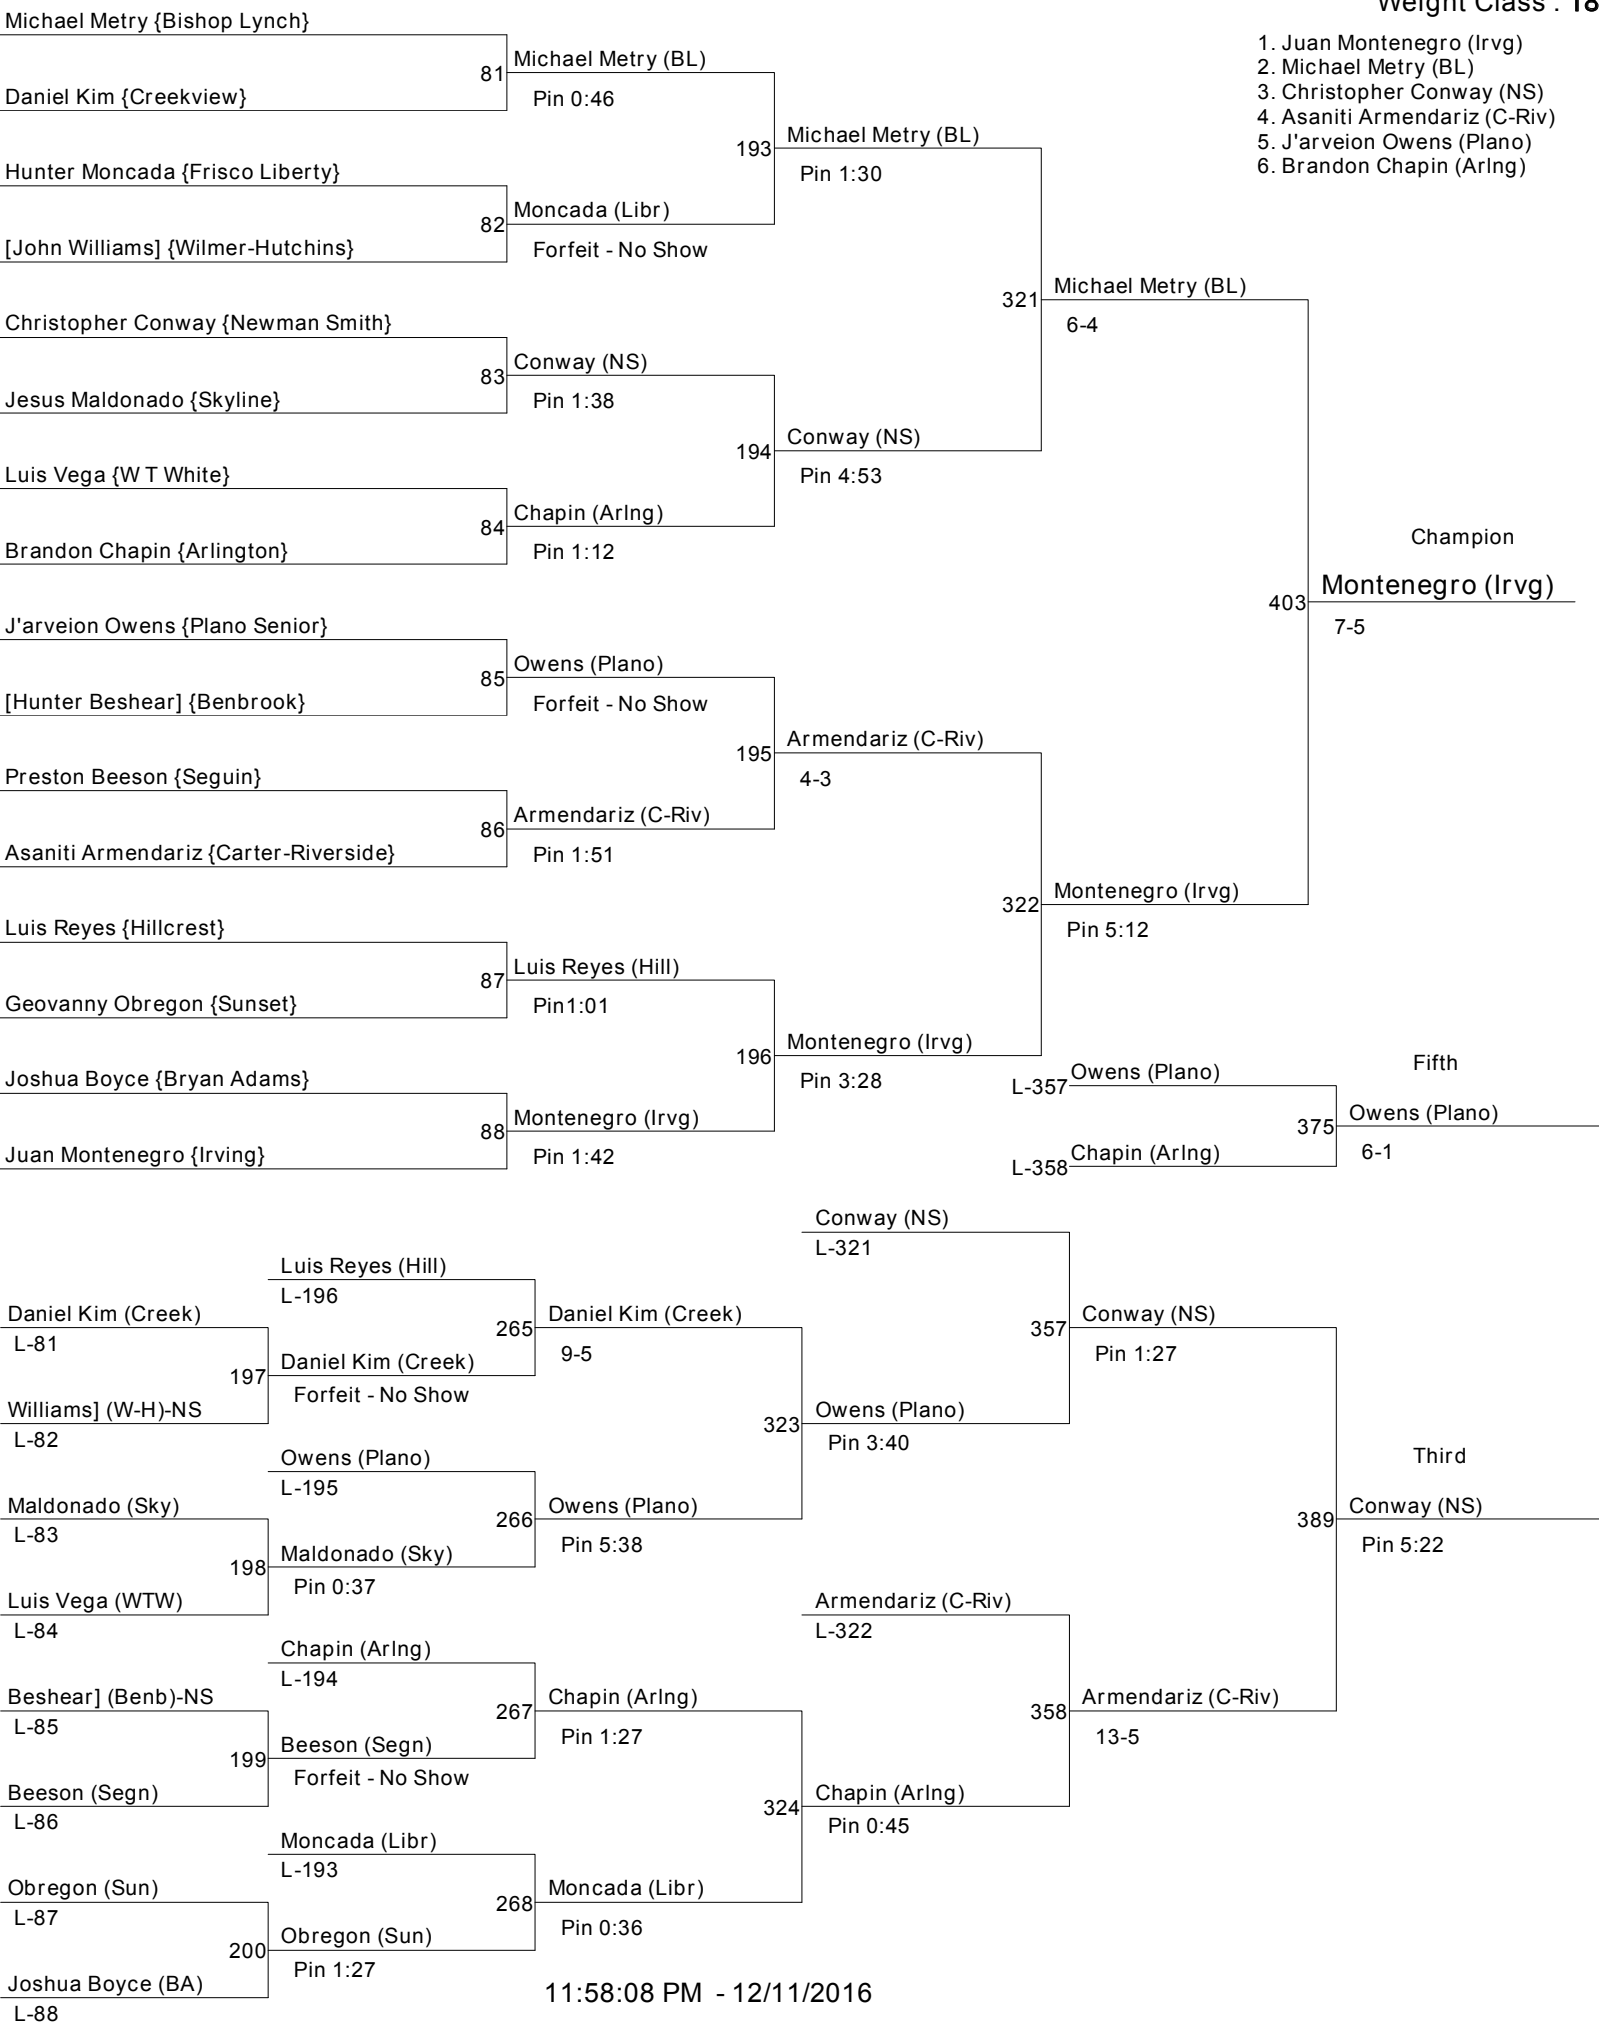 Weight Class : 18
1. Juan Montenegro (Irvg)
2. Michael Metry (BL)
3. Christopher Conway (NS)
4. Asaniti Armendariz (C-Riv)
5. J'arveion Owens (Plano)
6. Brandon Chapin (Arlng)
Michael Metry {Bishop Lynch}
81
Michael Metry (BL)
Pin 0:46
Daniel Kim {Creekview}
193
Michael Metry (BL)
Pin 1:30
Hunter Moncada {Frisco Liberty}
82
Moncada (Libr)
Forfeit - No Show
[John Williams] {Wilmer-Hutchins}
321
Michael Metry (BL)
6-4
Christopher Conway {Newman Smith}
83
Conway (NS)
Pin 1:38
Jesus Maldonado {Skyline}
194
Conway (NS)
Pin 4:53
Luis Vega {W T White}
84
Chapin (Arlng)
Pin 1:12
Brandon Chapin {Arlington}
Champion
403
Montenegro (Irvg)
7-5
J'arveion Owens {Plano Senior}
85
Owens (Plano)
Forfeit - No Show
[Hunter Beshear] {Benbrook}
195
Armendariz (C-Riv)
4-3
Preston Beeson {Seguin}
86
Armendariz (C-Riv)
Pin 1:51
Asaniti Armendariz {Carter-Riverside}
322
Montenegro (Irvg)
Pin 5:12
Luis Reyes {Hillcrest}
87
Luis Reyes (Hill)
Pin1:01
Geovanny Obregon {Sunset}
196
Montenegro (Irvg)
Pin 3:28
Joshua Boyce {Bryan Adams}
88
Montenegro (Irvg)
Pin 1:42
Juan Montenegro {Irving}
Fifth
L-357
Owens (Plano)
375
Owens (Plano)
6-1
L-358
Chapin (Arlng)
Conway (NS)
L-321
Luis Reyes (Hill)
L-196
Daniel Kim (Creek)
L-81
265
Daniel Kim (Creek)
9-5
357
Conway (NS)
Pin 1:27
197
Daniel Kim (Creek)
Forfeit - No Show
Williams] (W-H)-NS
L-82
323
Owens (Plano)
Pin 3:40
Owens (Plano)
L-195
Third
Maldonado (Sky)
L-83
266
Owens (Plano)
Pin 5:38
389
Conway (NS)
Pin 5:22
198
Maldonado (Sky)
Pin 0:37
Luis Vega (WTW)
L-84
Armendariz (C-Riv)
L-322
Chapin (Arlng)
L-194
Beshear] (Benb)-NS
L-85
267
Chapin (Arlng)
Pin 1:27
358
Armendariz (C-Riv)
13-5
199
Beeson (Segn)
Forfeit - No Show
Beeson (Segn)
L-86
324
Chapin (Arlng)
Pin 0:45
Moncada (Libr)
L-193
Obregon (Sun)
L-87
268
Moncada (Libr)
Pin 0:36
200
Obregon (Sun)
Pin 1:27
Joshua Boyce (BA)
L-88
11:58:08 PM - 12/11/2016